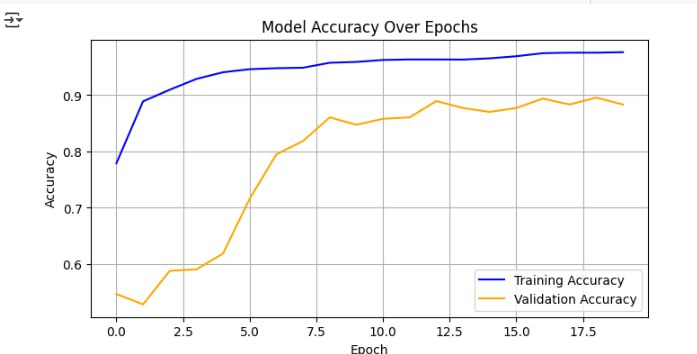 Model Accuracy Over Epochs
Accuracy
0.9
0.8
0.7
0.6
Training Accuracy
Validation Accuracy
0.0 2.5 5.0 7.5 10.0 12.5 15.0 17.5
Epoch